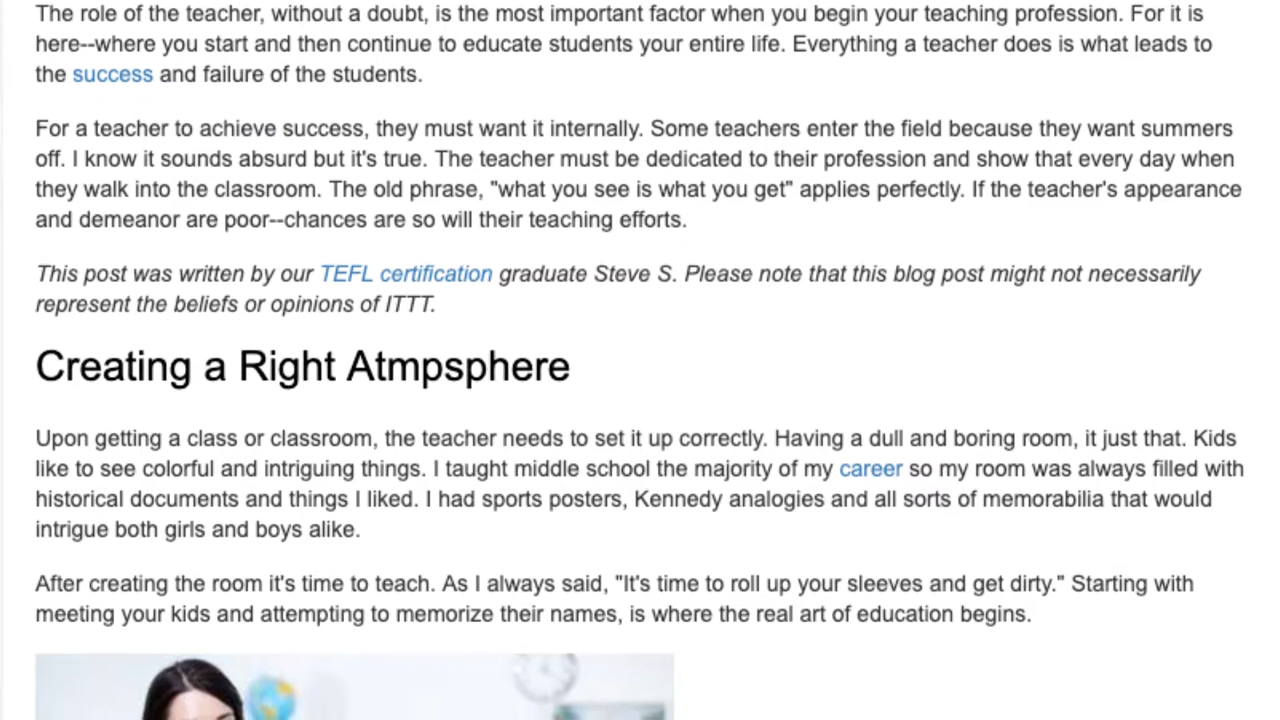 The role of the teacher, without a doubt, is the most important factor when you begin your teaching profession. For it is
here--where you start and then continue to educate students your entire life. Everything a teacher does is what leads to
the success and failure of the students.
For a teacher to achieve success, they must want it internally. Some teachers enter the field because they want summers
off. I know it sounds absurd but it's true. The teacher must be dedicated to their profession and show that every day when
they walk into the classroom. The old phrase, "what you see is what you get" applies perfectly. If the teacher's appearance
and demeanor are poor--chances are so will their teaching efforts.
This post was written by our TEFL certification graduate Steve S. Please note that this blog post might not necessarily
represent the beliefs or opinions of ITTT.
Creating a Right Atmpsphere
Upon getting a class or classroom, the teacher needs to set it up correctly. Having a dull and boring room, it just that. Kids
like to see colorful and intriguing things. I taught middle school the majority of my career so my room was always filled with
historical documents and things I liked. I had sports posters, Kennedy analogies and all sorts of memorabilia that would
intrigue both girls and boys alike.
After creating the room it's time to teach. As I always said, "It's time to roll up your sleeves and get dirty." Starting with
meeting your kids and attempting to memorize their names, is where the real art of education begins.